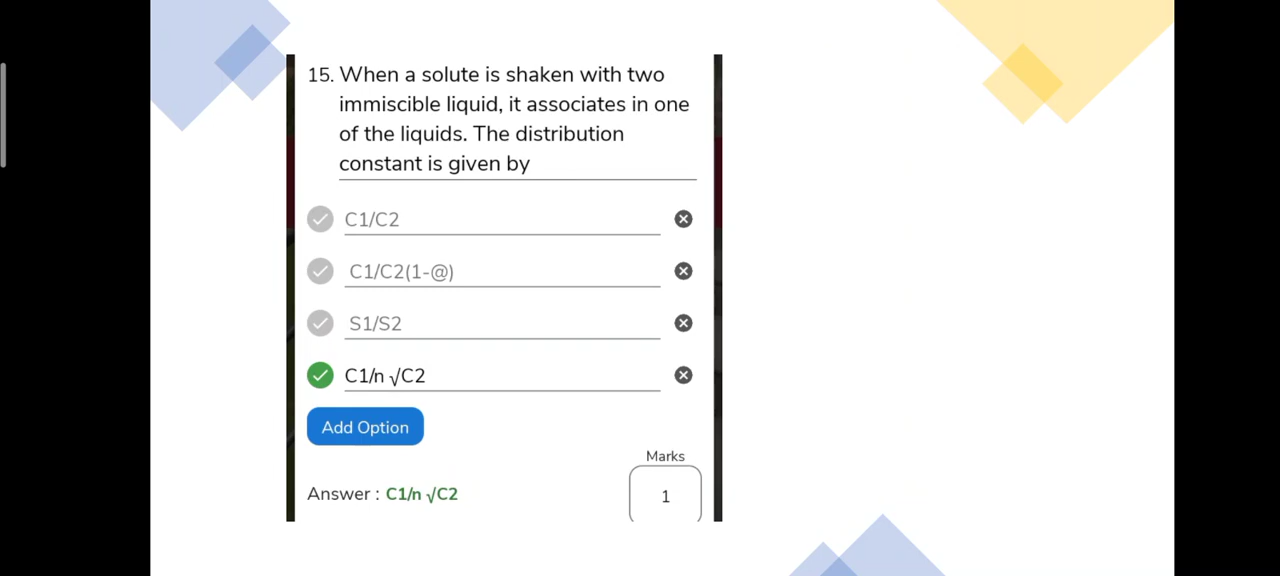 15. When a solute is shaken with two
immiscible liquid, it associates in one
of the liquids. The distribution
constant is given by
C1/C2
C1/C2(1-@)
S1/S2
C1/n √C2
Add Option
Marks
Answer : C1/n √C2
1